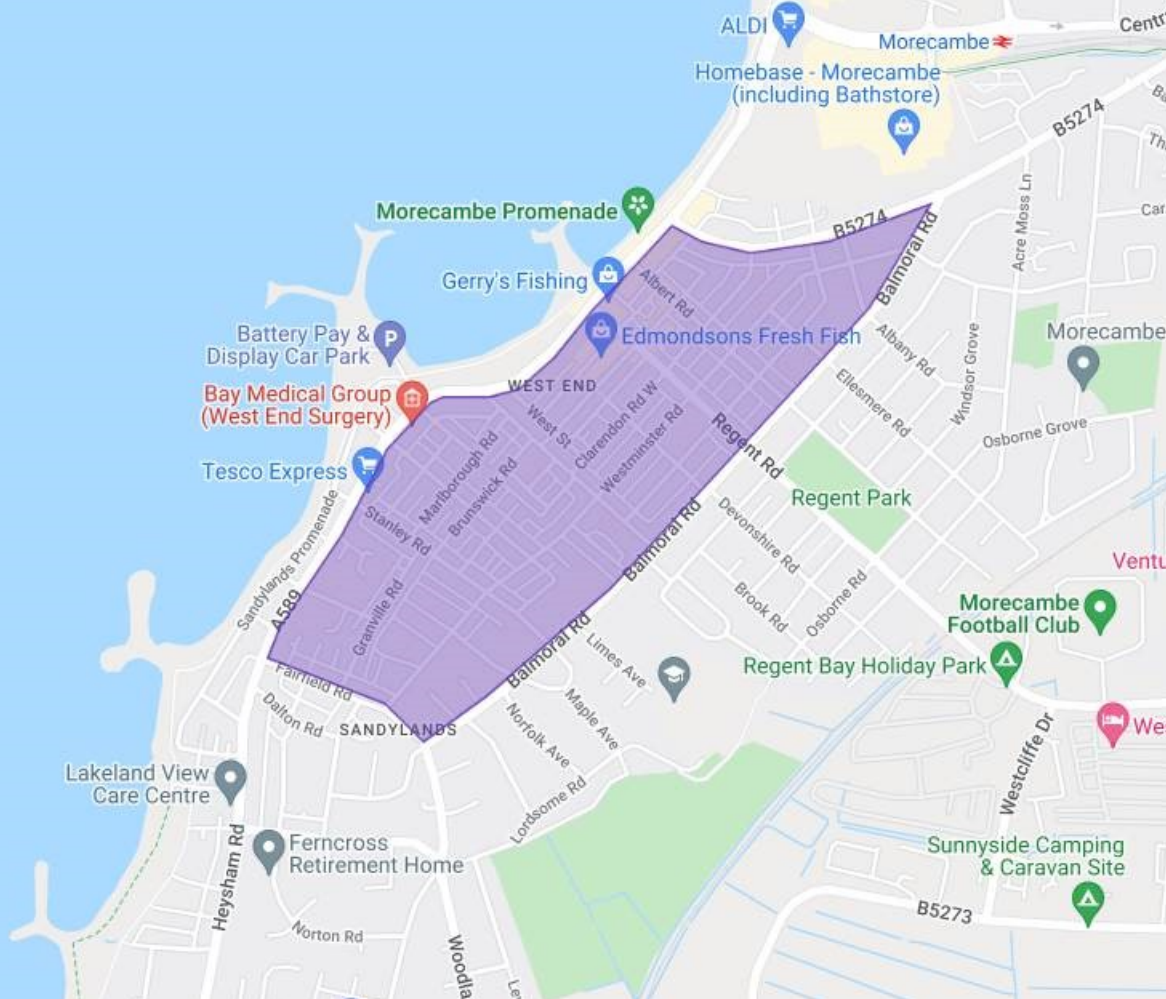 ALDI
Morecambe
Centr
Homebase - Morecambe
(including Bathstore)
B5274
Ba
Th
Morecambe Promenade
B5274
Balmoral Rd
Acre Moss Ln
Car
Gerry's Fishing
Albert Rd
Battery Pay &
Display Car Park
Edmondsons Fresh Fish
Albany Rd
Windsor Grove
Morecambe
Bay Medical Group
(West End Surgery)
WEST END
Ellesmere Rd
West St
Clarendon Rd W
Westminster Rd
Regent Rd
Osborne Grove
Tesco Express
Marlborough Rd
Brunswick Rd
Stanley Rd
Regent Park
Sandylands Promenade
A589
Granville Rd
Balmoral Rd
Devonshire Rd
Brook Rd
Osborne Rd
Ventu
Morecambe
Football Club
Regent Bay Holiday Park
Fairfield Rd
Dalton Rd
SANDYLANDS
Balmoral Rd
Limes Ave
Maple Ave
Norfolk Ave
Lordsome Rd
We
Westcliffe Dr
Lakeland View
Care Centre
Heysham Rd
Ferncross
Retirement Home
Norton Rd
Woodla
Le
Sunnyside Camping
& Caravan Site
B5273